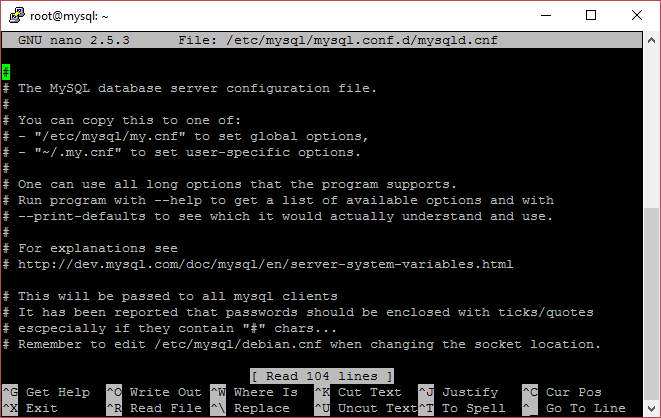 root@mysql: ~
GNU nano 2.5.3 File: /etc/mysql/mysql.conf.d/mysqld.cnf
#
# The MySQL database server configuration file.
#
# You can copy this to one of:
# - "/etc/mysql/my.cnf" to set global options,
# - "~/.my.cnf" to set user-specific options.
#
# One can use all long options that the program supports.
# Run program with --help to get a list of available options and with
# --print-defaults to see which it would actually understand and use.
#
# For explanations see
# http://dev.mysql.com/doc/mysql/en/server-system-variables.html

# This will be passed to all mysql clients
# It has been reported that passwords should be enclosed with ticks/quotes
# escpecially if they contain "#" chars...
# Remember to edit /etc/mysql/debian.cnf when changing the socket location.
[ Read 104 lines ]
^G Get Help ^O Write Out ^W Where Is ^K Cut Text ^J Justify ^C Cur Pos
^X Exit ^R Read File ^\ Replace ^U Uncut Text ^T To Spell ^_ Go To Line